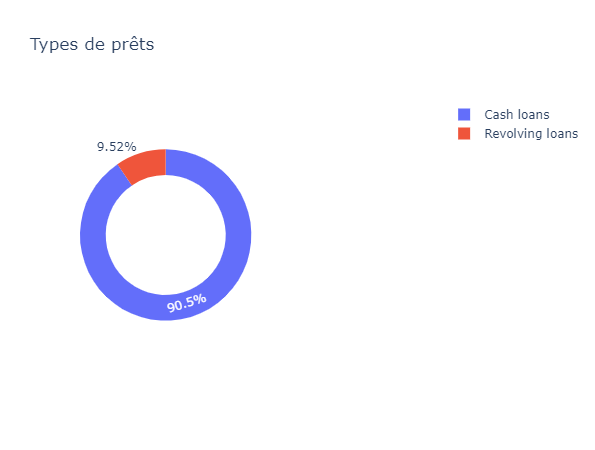 Types de prêts
Cash loans
Revolving loans
9.52%
90.5%